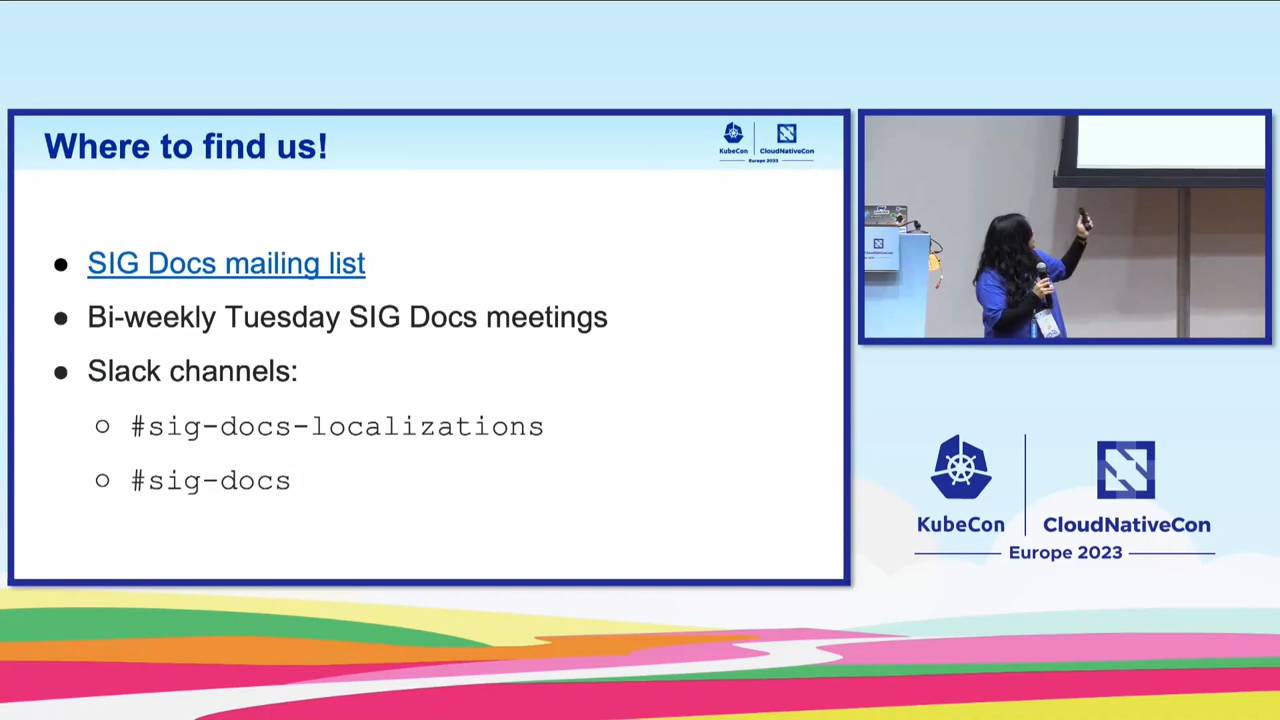 Where to find us!
KubeCon
CloudNativeCon
Europe 2023
SIG Docs mailing list
Bi-weekly Tuesday SIG Docs meetings
Slack channels:
#sig-docs-localizations
#sig-docs
KubeCon
CloudNativeCon
Europe 2023